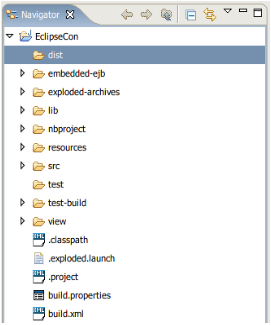 Navigator
EclipseCon
dist
embedded-ejb
exploded-archives
lib
nbproject
resources
src
test
test-build
view
.classpath
.exploded.launch
.project
build.properties
build.xml